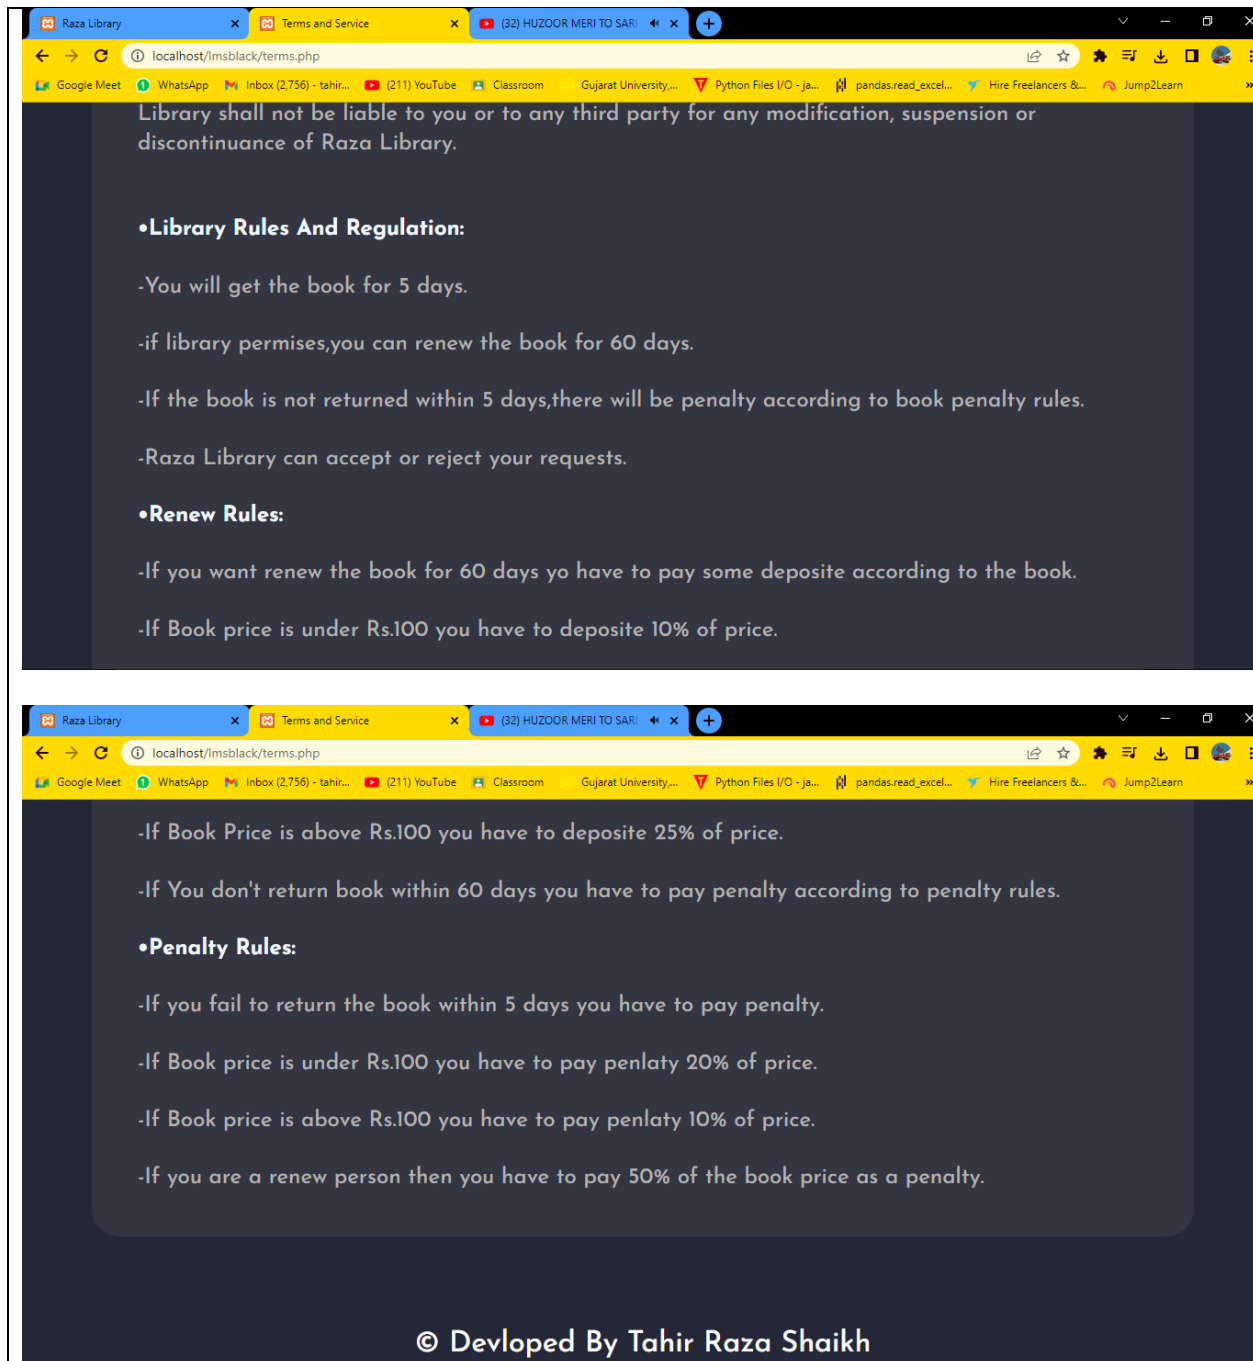 Raza Library
Terms and Service
(32) HUZOOR MERI TO SARI
localhost/lmsblack/terms.php
Google Meet WhatsApp Inbox (2,756) - tahir... (211) YouTube Classroom Gujarat University,... Python Files I/O - ja... pandas.read_excel... Hire Freelancers &... Jump2Learn »
Library shall not be liable to you or to any third party for any modification, suspension or
discontinuance of Raza Library.
•Library Rules And Regulation:
-You will get the book for 5 days.
-if library permises,you can renew the book for 60 days.
-If the book is not returned within 5 days,there will be penalty according to book penalty rules.
-Raza Library can accept or reject your requests.
•Renew Rules:
-If you want renew the book for 60 days yo have to pay some deposite according to the book.
-If Book price is under Rs.100 you have to deposite 10% of price.
Raza Library
Terms and Service
(32) HUZOOR MERI TO SARI
localhost/lmsblack/terms.php
Google Meet WhatsApp Inbox (2,756) - tahir... (211) YouTube Classroom Gujarat University,... Python Files I/O - ja... pandas.read_excel... Hire Freelancers &... Jump2Learn »
-If Book Price is above Rs.100 you have to deposite 25% of price.
-If You don't return book within 60 days you have to pay penalty according to penalty rules.
•Penalty Rules:
-If you fail to return the book within 5 days you have to pay penalty.
-If Book price is under Rs.100 you have to pay penlaty 20% of price.
-If Book price is above Rs.100 you have to pay penlaty 10% of price.
-If you are a renew person then you have to pay 50% of the book price as a penalty.
© Devloped By Tahir Raza Shaikh